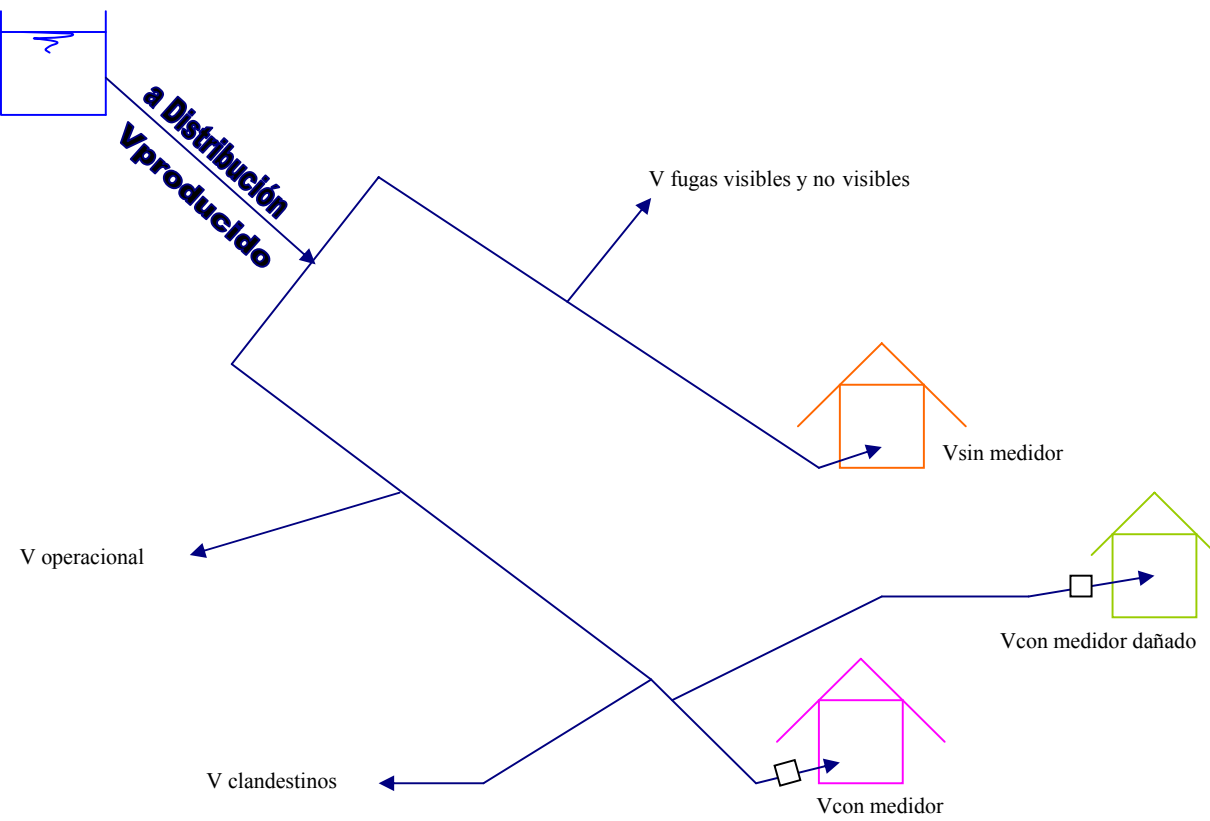 a Distribución
Vproducido
V fugas visibles y no visibles
Vsin medidor
V operacional
Vcon medidor dañado
V clandestinos
Vcon medidor